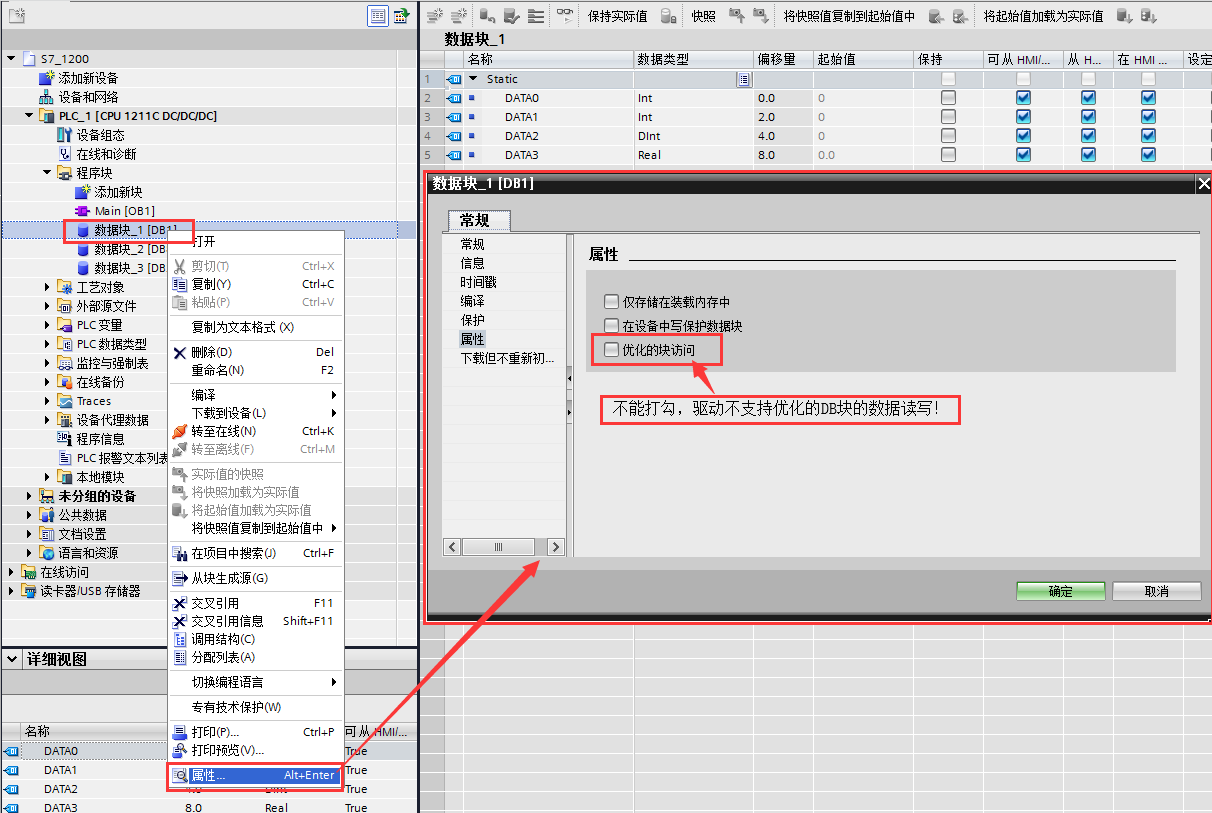 保持实际值 快照 将快照值复制到起始值中 将起始值加载为实际值
数据块_1
名称 数据类型 偏移量 起始值 保持 可从 HMI/... 从 H... 在 HMI ... 设定
1 Static
2 DATA0 Int 0.0 0
3 DATA1 Int 2.0 0
4 DATA2 DInt 4.0 0
5 DATA3 Real 8.0 0.0
S7_1200
添加新设备
设备和网络
PLC_1 [CPU 1211C DC/DC/DC]
设备组态
在线和诊断
程序块
添加新块
Main [OB1]
数据块_1 [DB1]
数据块_2 [DB
数据块_3 [DB
工艺对象
外部源文件
PLC 变量
PLC 数据类型
监控与强制表
在线备份
Traces
设备代理数据
程序信息
PLC 报警文本列表
本地模块
未分组的设备
公共数据
文档设置
语言和资源
在线访问
读卡器/USB 存储器
打开
剪切(T) Ctrl+X
复制(Y) Ctrl+C
粘贴(P) Ctrl+V
复制为文本格式 (X)
删除(D) Del
重命名(N) F2
编译
下载到设备(L)
转至在线(N) Ctrl+K
转至离线(F) Ctrl+M
实际值的快照
将快照加载为实际值
将起始值加载为实际值
将快照值复制到起始值中
在项目中搜索(J) Ctrl+F
从块生成源(G)
交叉引用 F11
交叉引用信息 Shift+F11
调用结构(C)
分配列表(A)
切换编程语言
专有技术保护(W)
打印(P)... Ctrl+P
打印预览(V)...
属性... Alt+Enter
数据块_1 [DB1]
常规
常规
信息
时间戳
编译
保护
属性
下载但不重新初...
属性
仅存储在装载内存中
在设备中写保护数据块
优化的块访问
不能打勾，驱动不支持优化的DB块的数据读写！
确定 取消
详细视图
名称 可从 HMI/...
DATA0 True
DATA1 True
DATA2 4.0 DInt True
DATA3 8.0 Real True